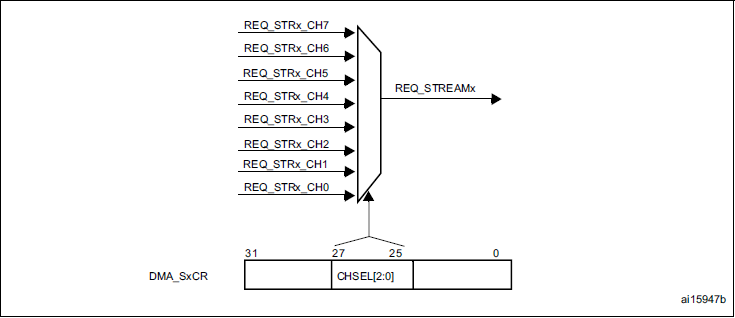 REQ_STRx_CH7
REQ_STRx_CH6
REQ_STRx_CH5
REQ_STRx_CH4
REQ_STREAMx
REQ_STRx_CH3
REQ_STRx_CH2
REQ_STRx_CH1
REQ_STRx_CH0
31 27 25 0
DMA_SxCR CHSEL[2:0]
ai15947b